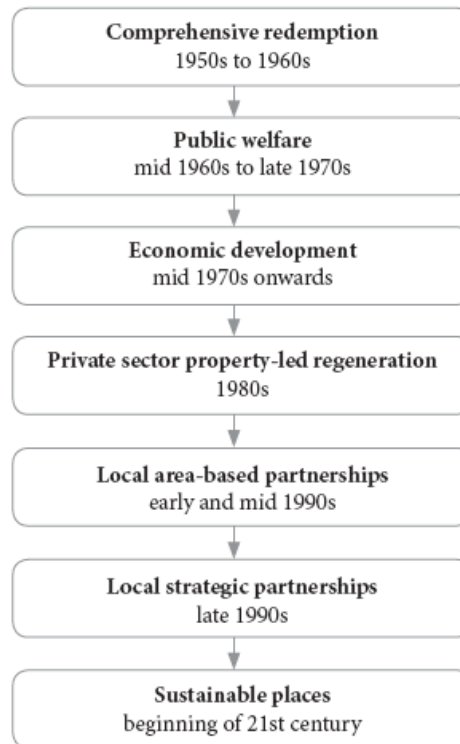 Comprehensive redemption
1950s to 1960s
Public welfare
mid 1960s to late 1970s
Economic development
mid 1970s onwards
Private sector property-led regeneration
1980s
Local area-based partnerships
early and mid 1990s
Local strategic partnerships
late 1990s
Sustainable places
beginning of 21st century